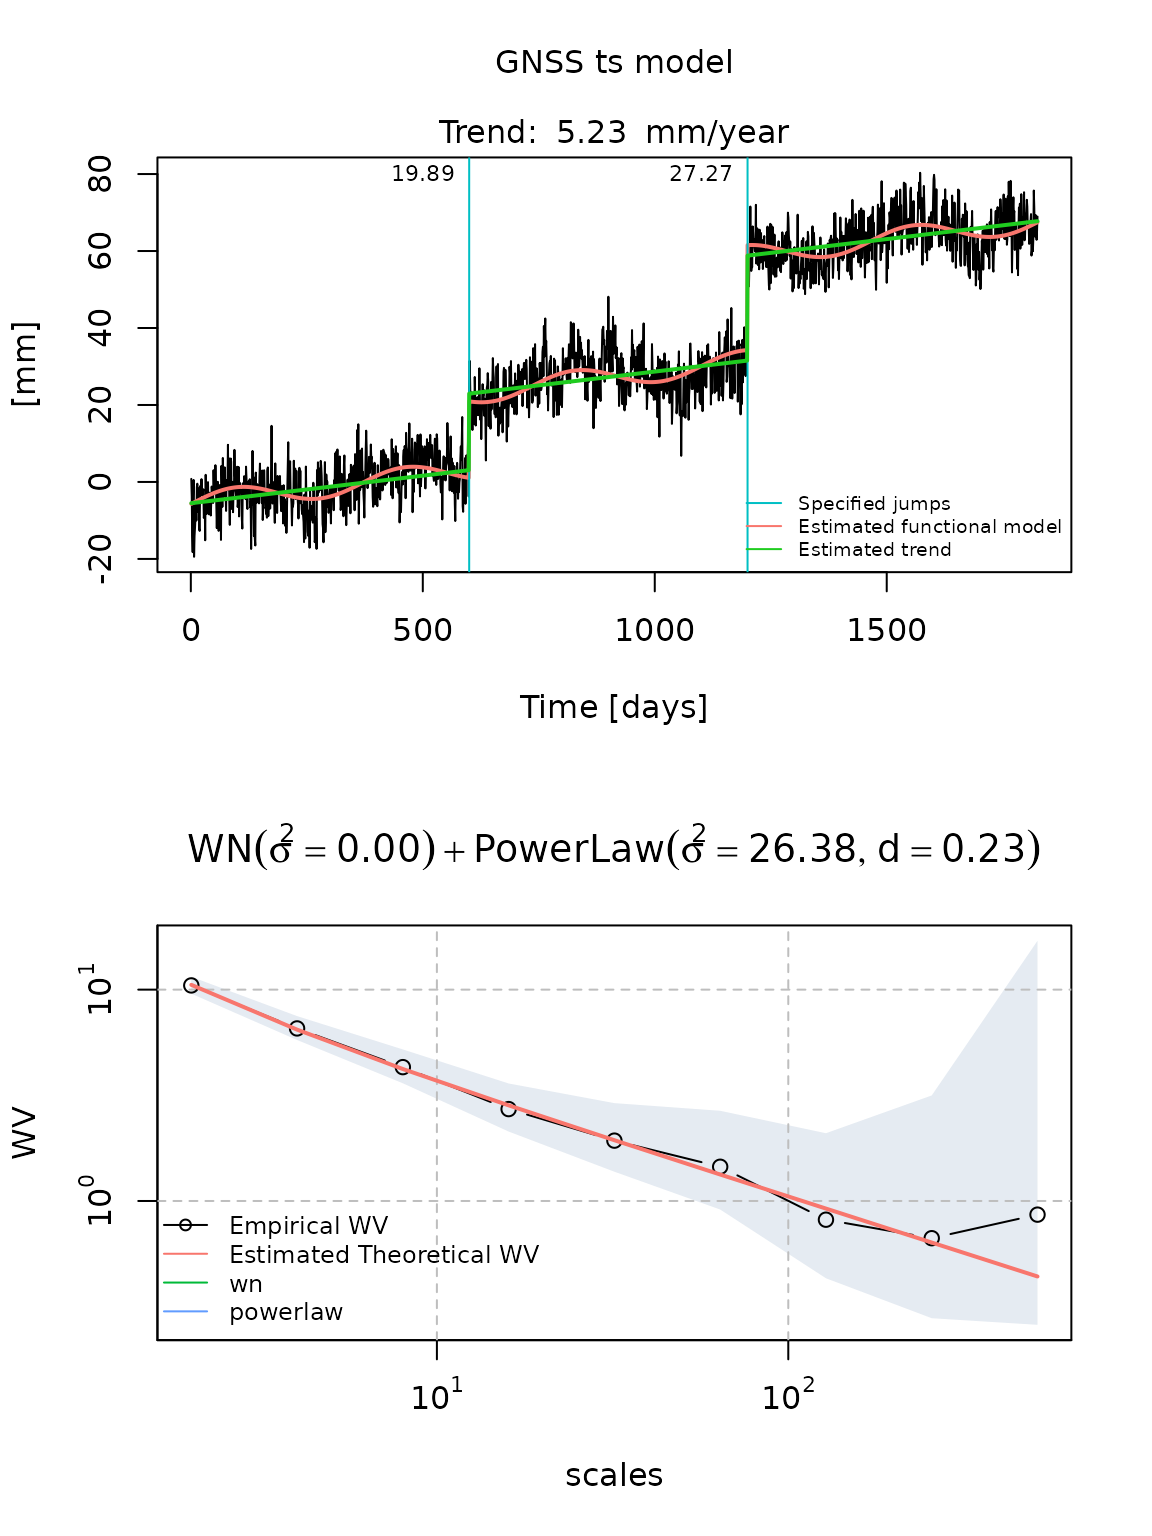 GNSS ts model
Trend: 5.23 mm/year
19.89 27.27
80
60
40
20
0
-20
[mm]
Specified jumps
Estimated functional model
Estimated trend
0 500 1000 1500
Time [days]
WN(σ² = 0.00) + PowerLaw(σ² = 26.38, d = 0.23)
10¹
10⁰
WV
Empirical WV
Estimated Theoretical WV
wn
powerlaw
10¹ 10²
scales